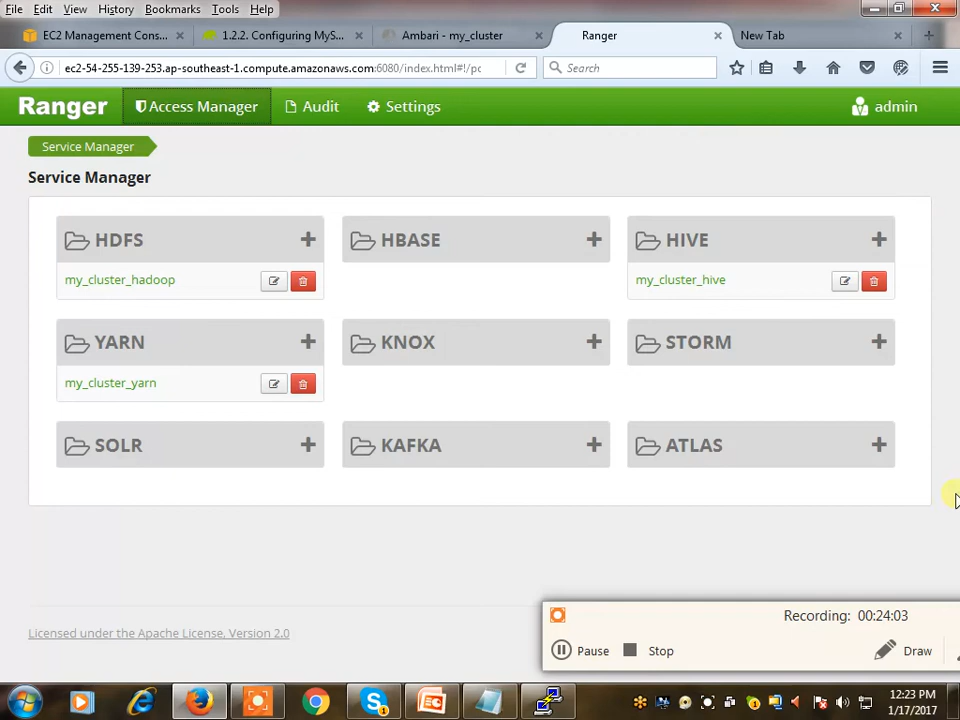 File Edit View History Bookmarks Tools Help
EC2 Management Cons... 1.2.2. Configuring MyS... Ambari - my_cluster Ranger New Tab
ec2-54-255-139-253.ap-southeast-1.compute.amazonaws.com:6080/index.html#!/pc Search
Ranger Access Manager Audit Settings admin
Service Manager
Service Manager
HDFS HBASE HIVE
my_cluster_hadoop my_cluster_hive
YARN KNOX STORM
my_cluster_yarn
SOLR KAFKA ATLAS
Recording: 00:24:03
Licensed under the Apache License, Version 2.0
Pause Stop Draw
12:23 PM
1/17/2017